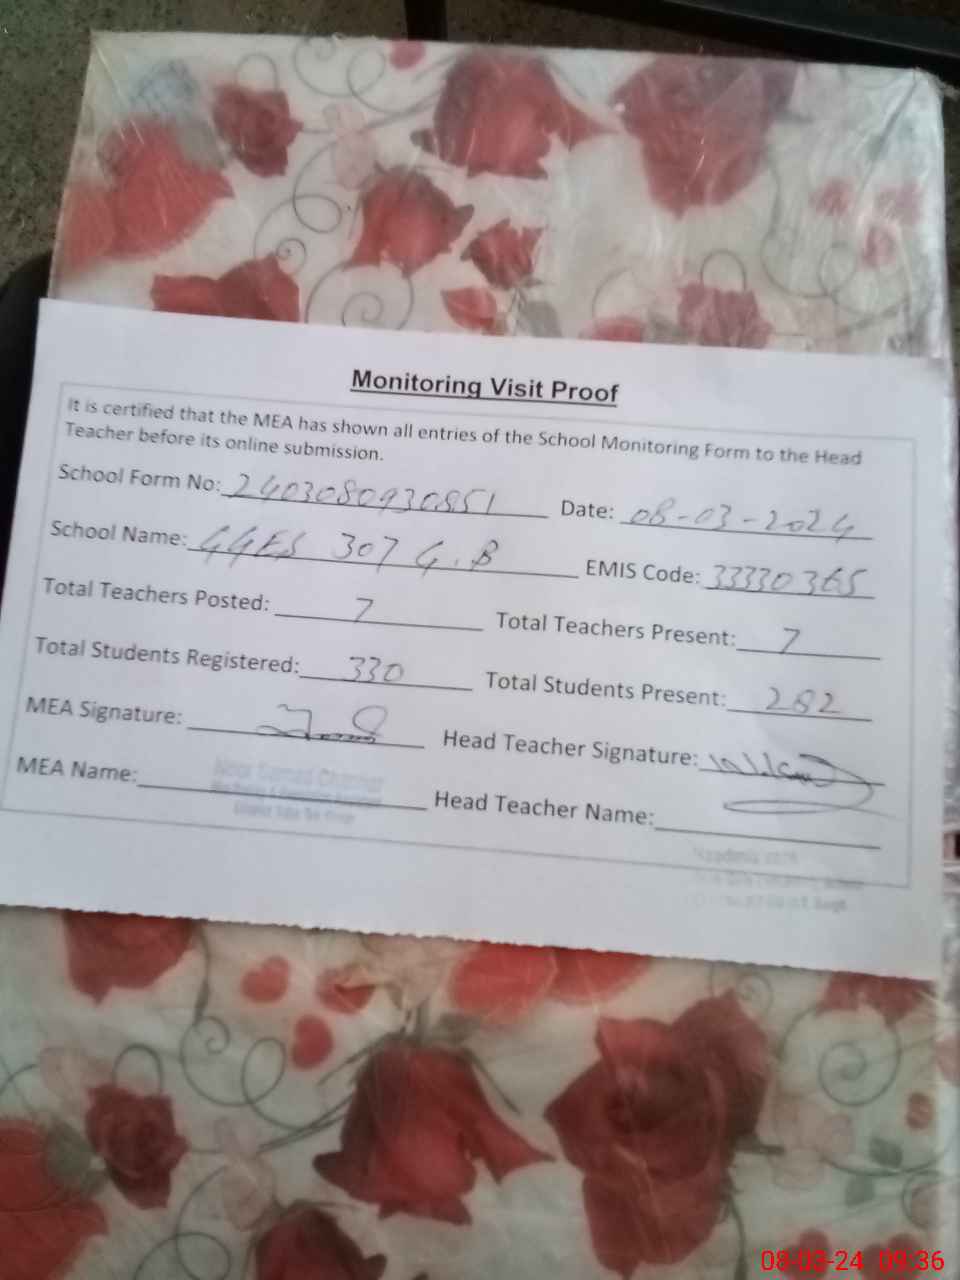 Monitoring Visit Proof
It is certified that the MEA has shown all entries of the School Monitoring Form to the Head
Teacher before its online submission.
School Form No: 2403080930851 Date: 08-03-2024
School Name: GGES 307 G.B EMIS Code: 33330365
Total Teachers Posted: 7 Total Teachers Present: 7
Total Students Registered: 330 Total Students Present: 282
MEA Signature: Head Teacher Signature:
MEA Name: Head Teacher Name:
08-03-24 09:36